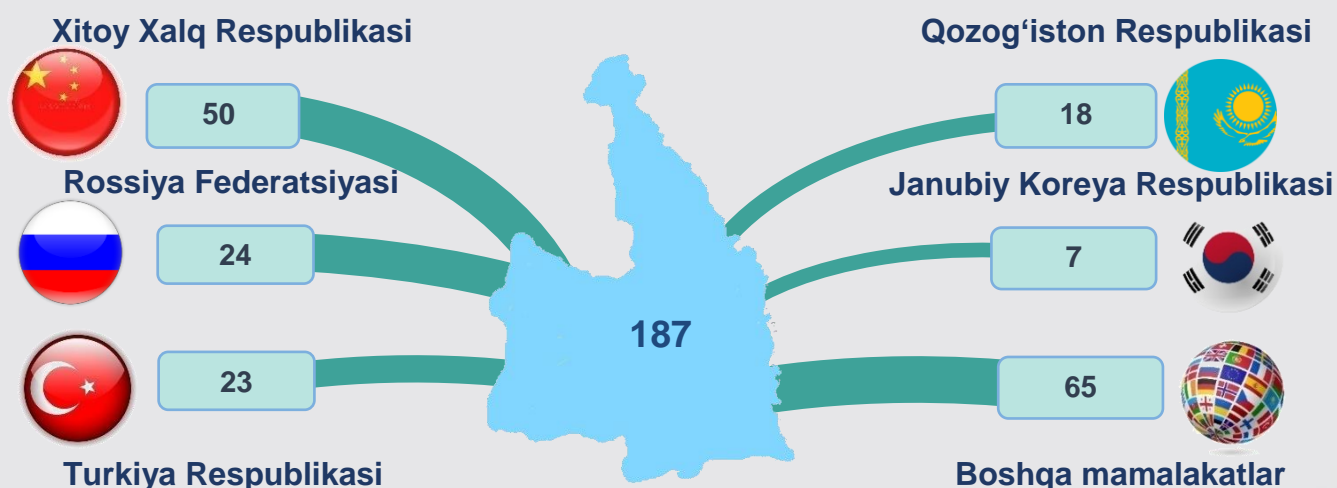 Xitoy Xalq Respublikasi
50
Rossiya Federatsiyasi
24
23
Turkiya Respublikasi
187
Qozog‘iston Respublikasi
18
Janubiy Koreya Respublikasi
7
65
Boshqa mamalakatlar